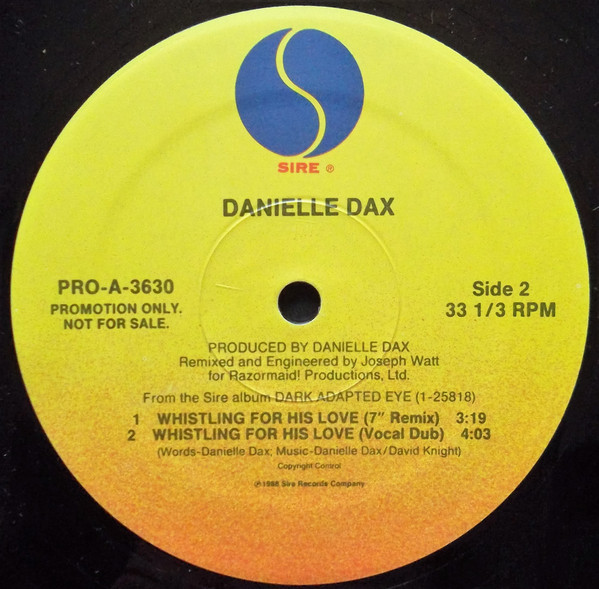 SIRE ®
DANIELLE DAX
PRO-A-3630
PROMOTION ONLY.
NOT FOR SALE.
Side 2
33 1/3 RPM
PRODUCED BY DANIELLE DAX
Remixed and Engineered by Joseph Watt
for Razormaid! Productions, Ltd.
From the Sire album DARK ADAPTED EYE (1-25818)
1 WHISTLING FOR HIS LOVE (7" Remix) 3:19
2 WHISTLING FOR HIS LOVE (Vocal Dub) 4:03
(Words-Danielle Dax; Music-Danielle Dax/David Knight)
Copyright Control
℗1988 Sire Records Company